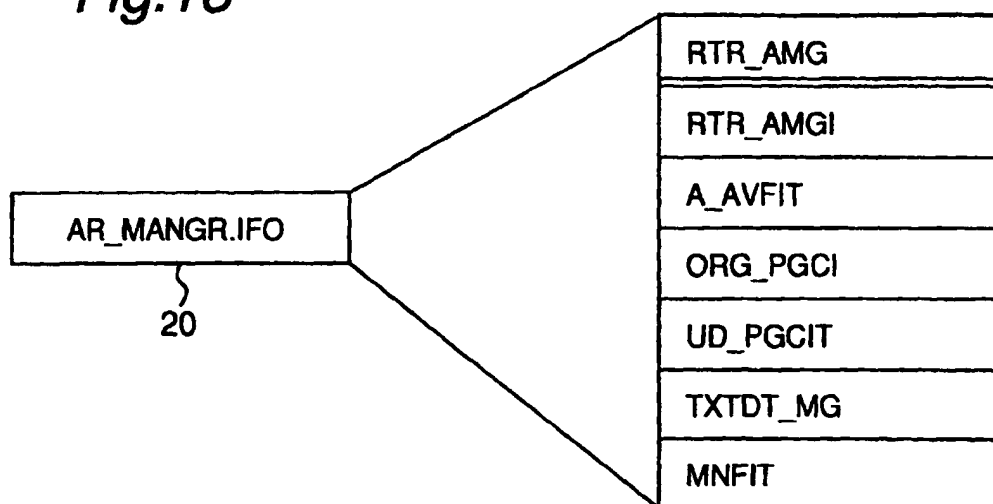 AR_MANGR.IFO
20
RTR_AMG
RTR_AMGI
A_AVFIT
ORG_PGCI
UD_PGCIT
TXTDT_MG
MNFIT